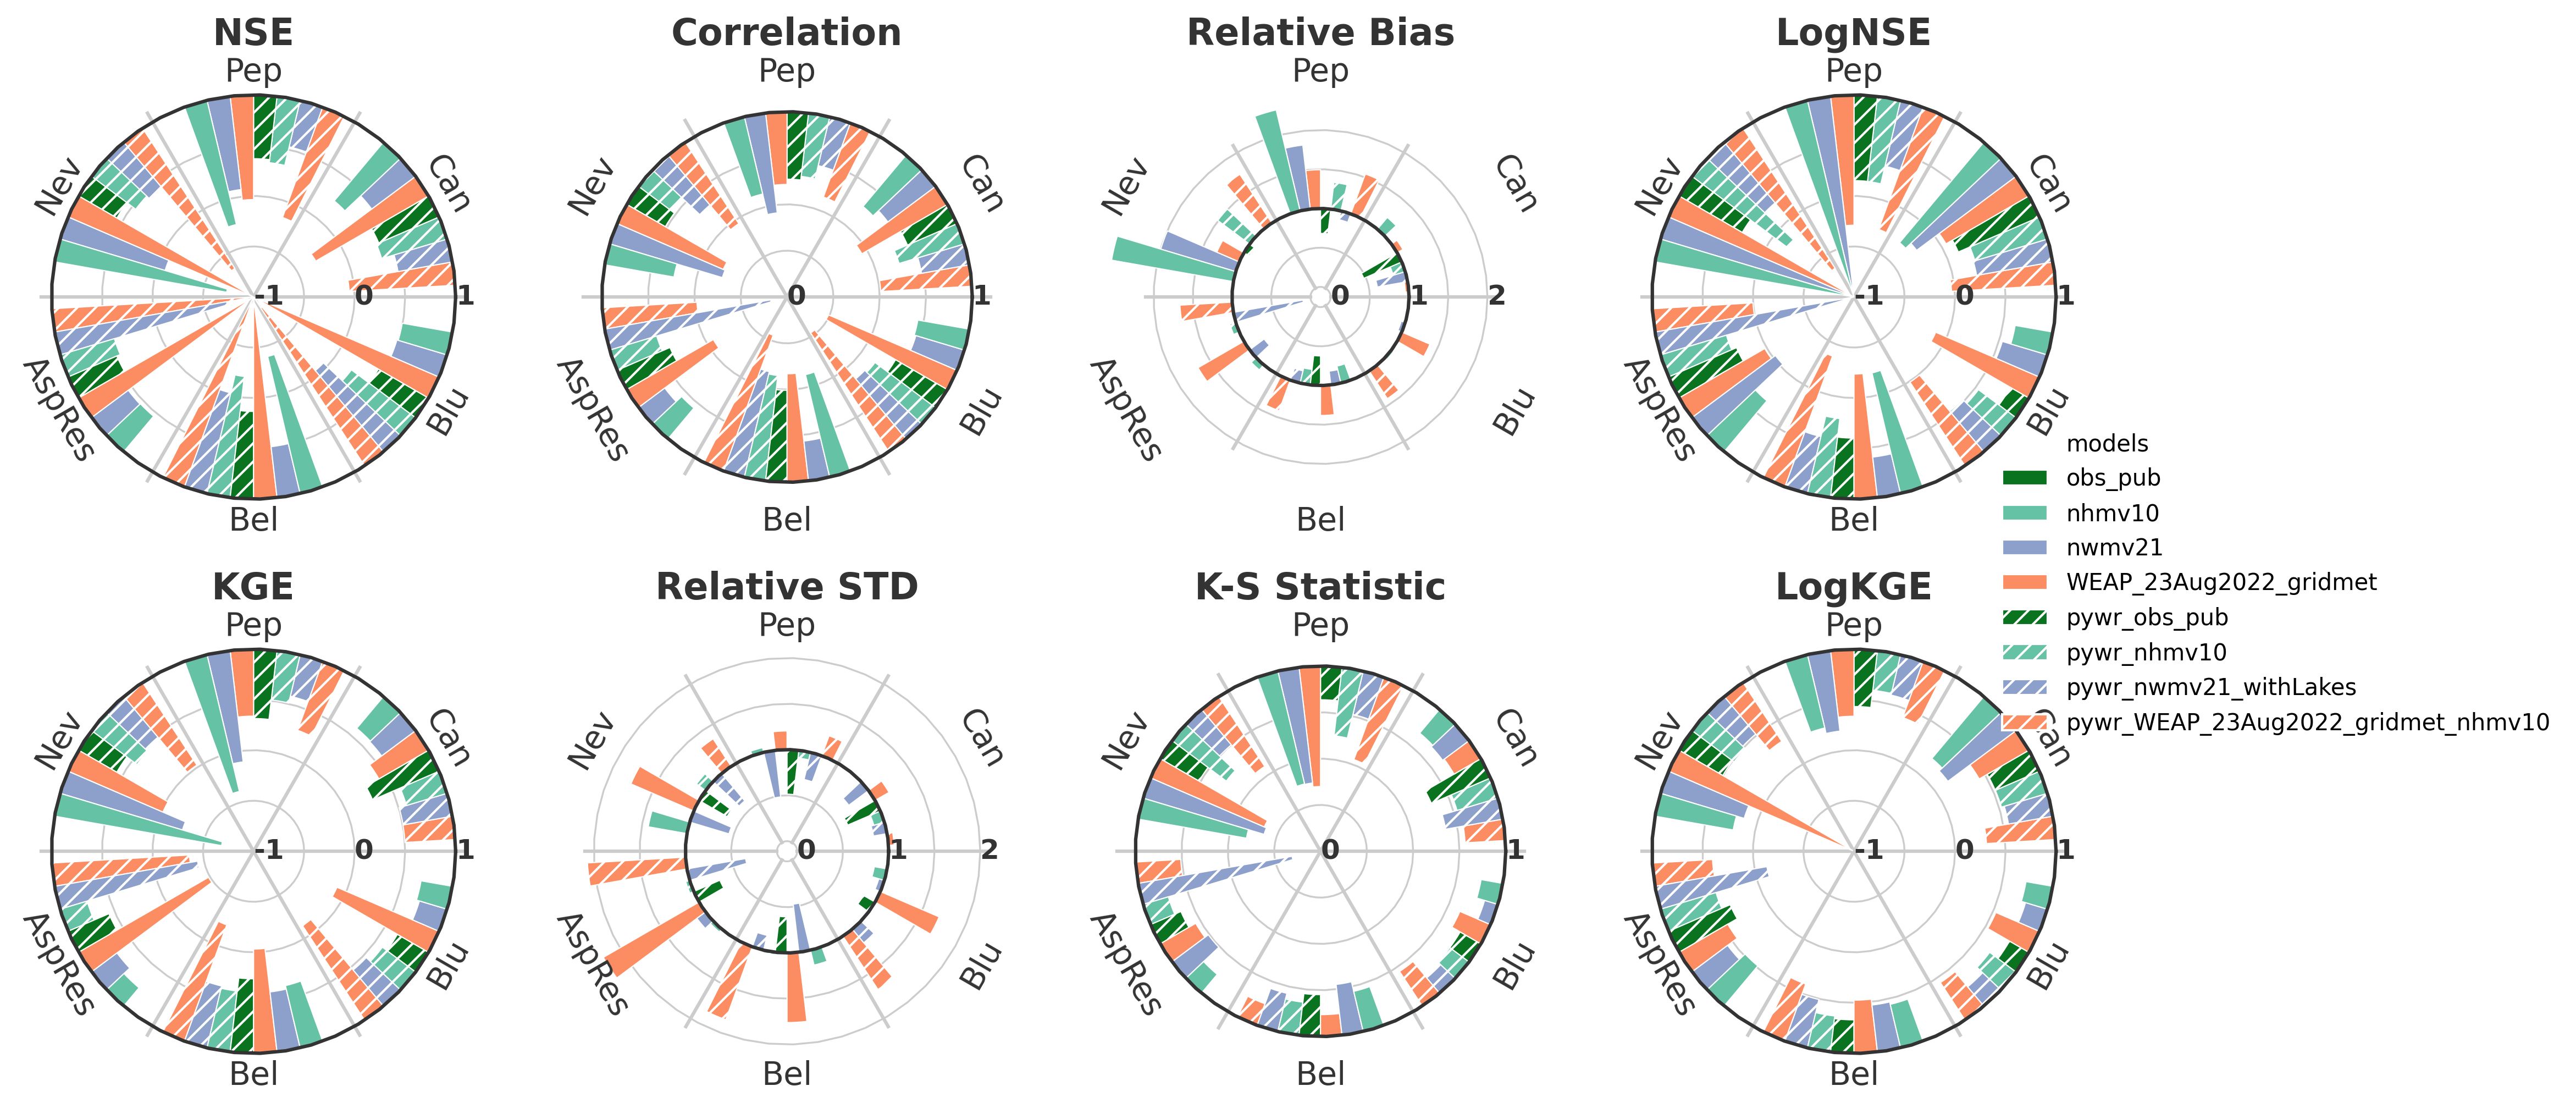 NSE
Pep
Can
Nev
-1
0
1
AspRes
Blu
Bel
Correlation
Pep
Can
Nev
0
1
AspRes
Blu
Bel
Relative Bias
Pep
Can
Nev
0
1
2
AspRes
Blu
Bel
LogNSE
Pep
Can
Nev
-1
0
1
AspRes
Blu
Bel
KGE
Pep
Can
Nev
-1
0
1
AspRes
Blu
Bel
Relative STD
Pep
Can
Nev
0
1
2
AspRes
Blu
Bel
K-S Statistic
Pep
Can
Nev
0
1
AspRes
Blu
Bel
LogKGE
Pep
Can
Nev
-1
0
1
AspRes
Blu
Bel
models
obs_pub
nhmv10
nwmv21
WEAP_23Aug2022_gridmet
pywr_obs_pub
pywr_nhmv10
pywr_nwmv21_withLakes
pywr_WEAP_23Aug2022_gridmet_nhmv10